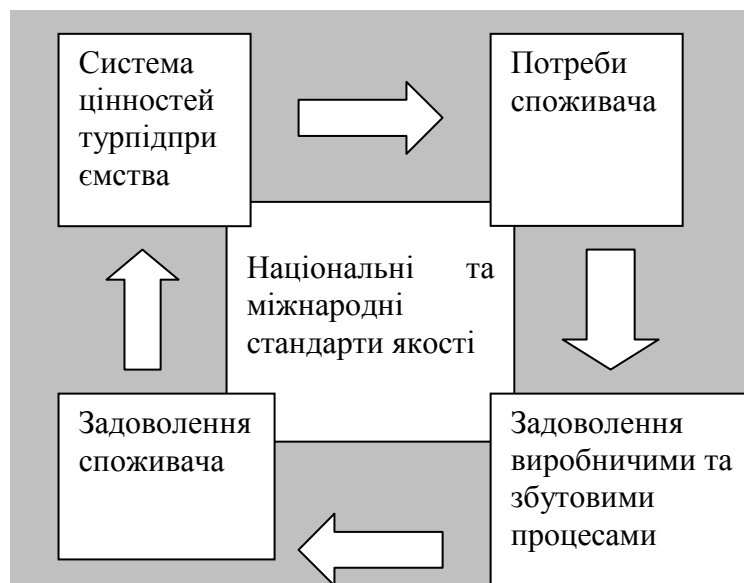 Система
цінностей
турпідпри
ємства
Потреби
споживача
Національні та
міжнародні
стандарти якості
Задоволення
споживача
Задоволення
виробничими та
збутовими
процесами